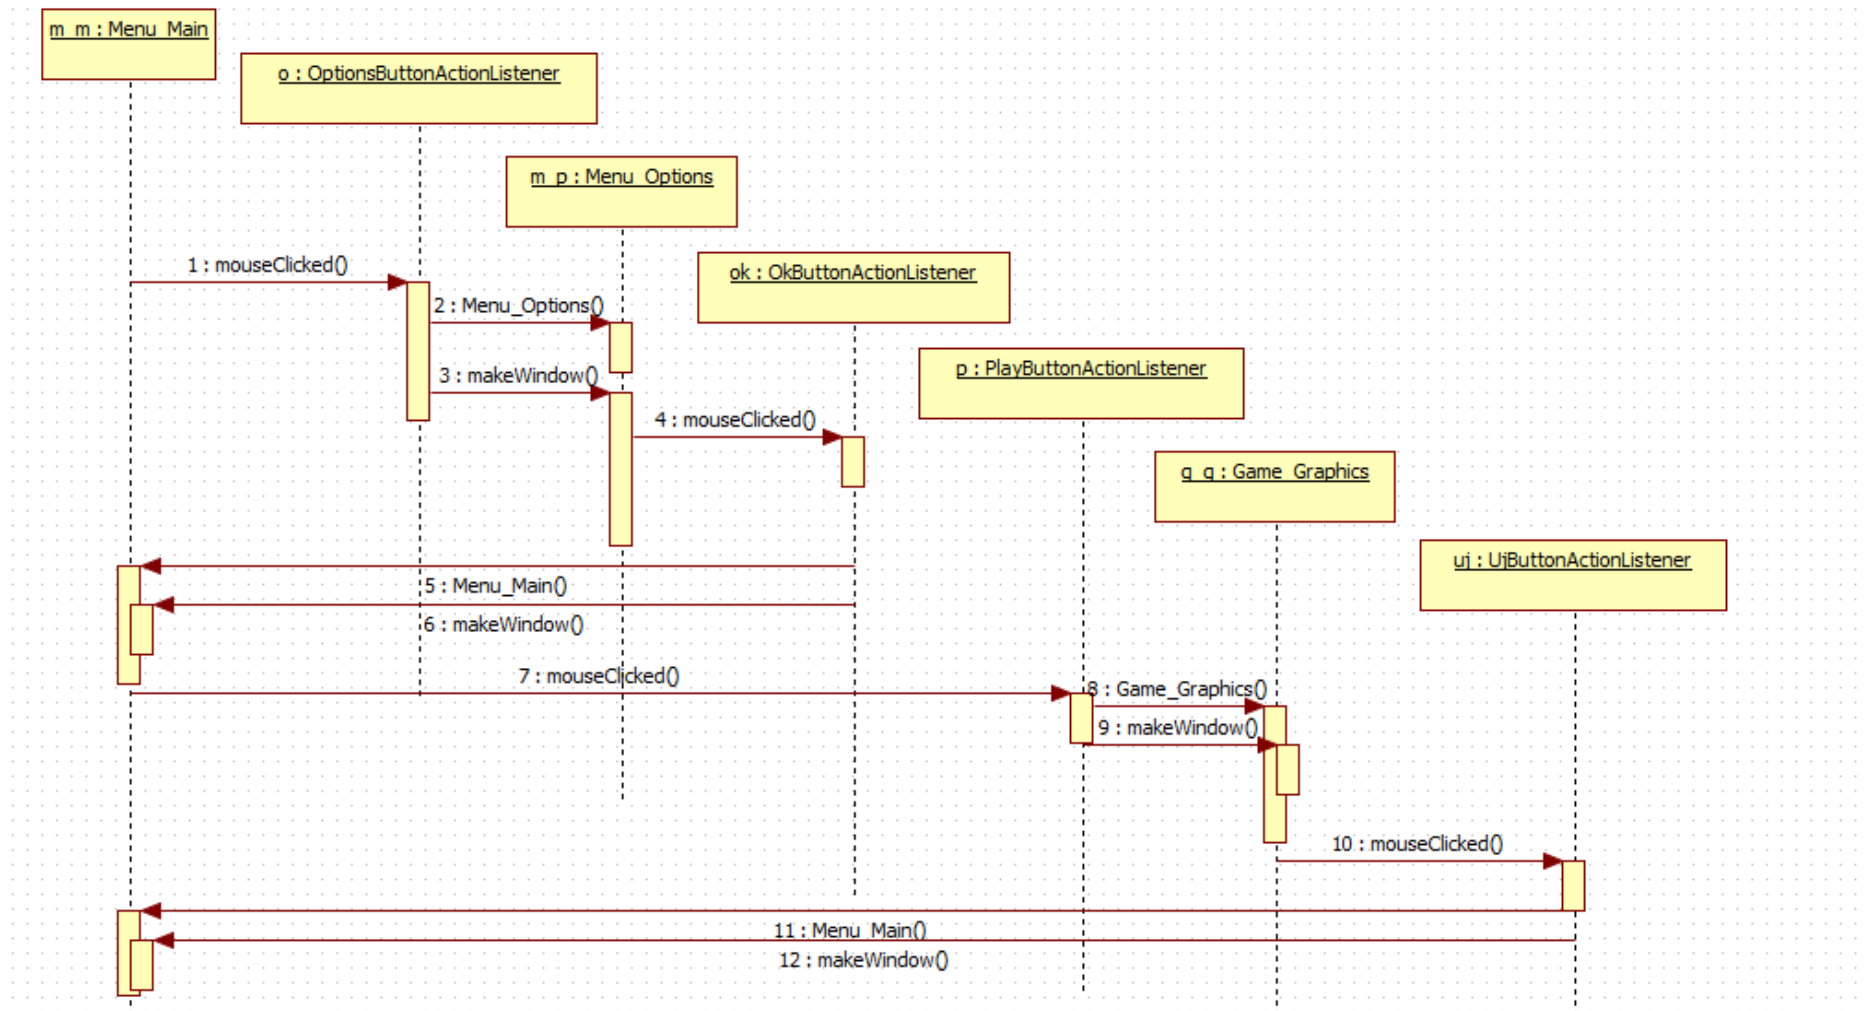 m_m : Menu_Main
o : OptionsButtonActionListener
m_p : Menu_Options
ok : OkButtonActionListener
p : PlayButtonActionListener
g_g : Game_Graphics
uj : UjButtonActionListener
1 : mouseClicked()
2 : Menu_Options()
3 : makeWindow()
4 : mouseClicked()
5 : Menu_Main()
6 : makeWindow()
7 : mouseClicked()
8 : Game_Graphics()
9 : makeWindow()
10 : mouseClicked()
11 : Menu_Main()
12 : makeWindow()